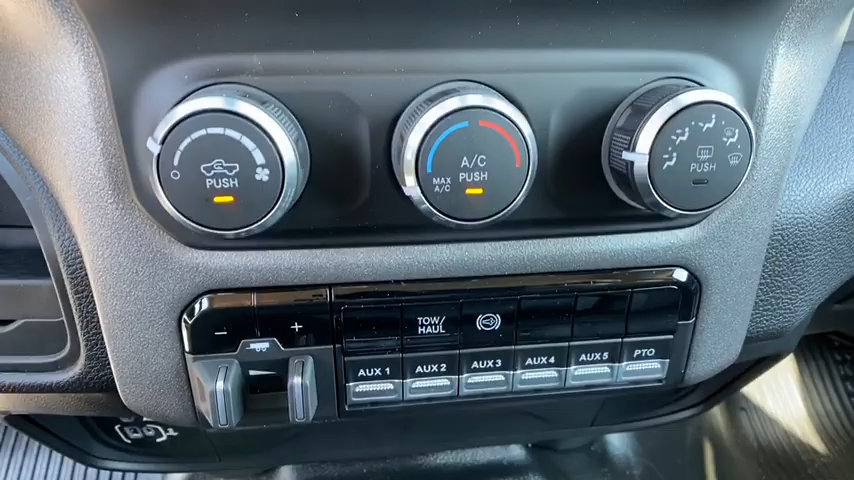 O
PUSH
MAX
A/C
A/C
PUSH
PUSH
- +
TOW/
HAUL
AUX 1 AUX 2 AUX 3 AUX 4 AUX 5 PTO